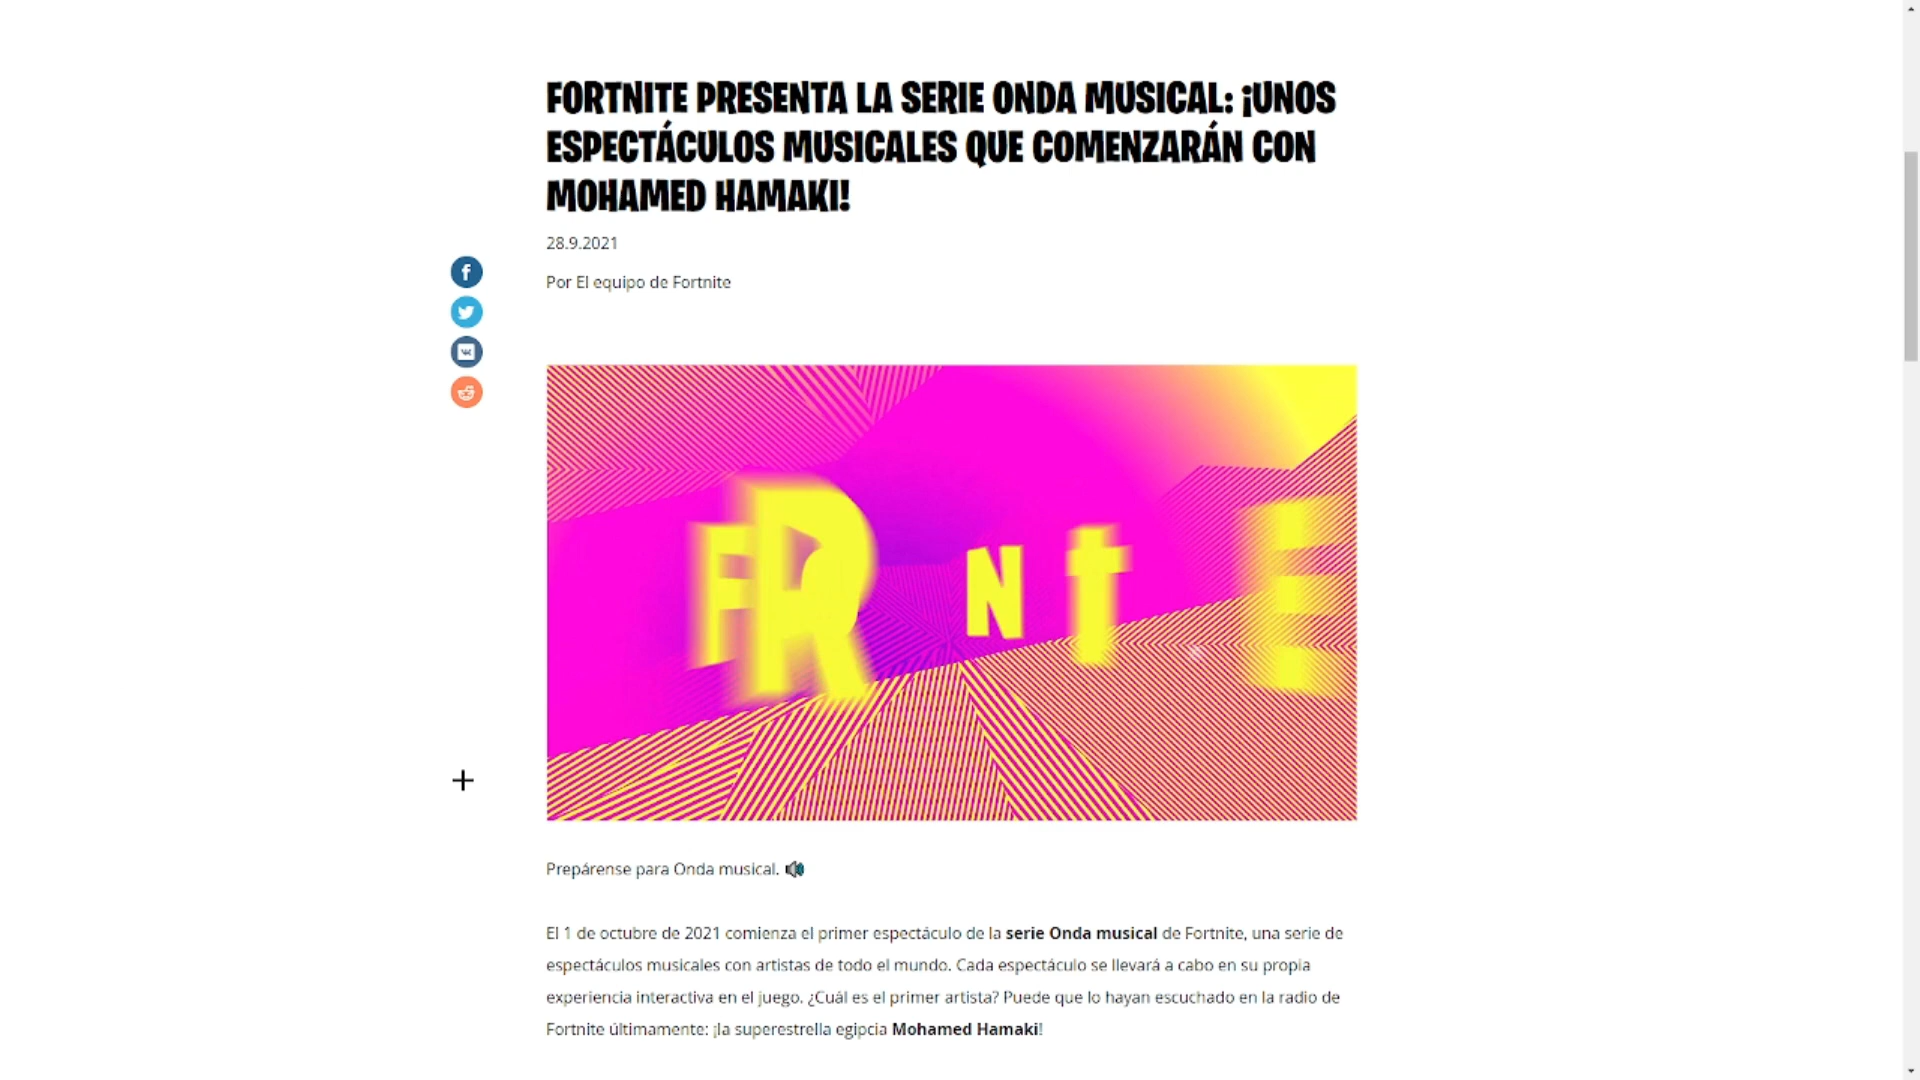 FORTNITE PRESENTA LA SERIE ONDA MUSICAL: ¡UNOS
ESPECTÁCULOS MUSICALES QUE COMENZARÁN CON
MOHAMED HAMAKI!
28.9.2021
Por El equipo de Fortnite
F R N t E
Prepárense para Onda musical.
El 1 de octubre de 2021 comienza el primer espectáculo de la serie Onda musical de Fortnite, una serie de
espectáculos musicales con artistas de todo el mundo. Cada espectáculo se llevará a cabo en su propia
experiencia interactiva en el juego. ¿Cuál es el primer artista? Puede que lo hayan escuchado en la radio de
Fortnite últimamente: ¡la superestrella egipcia Mohamed Hamaki!